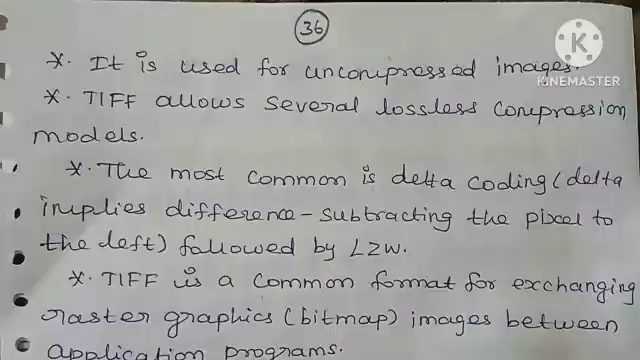 36
*. It is used for uncompressed images.
K
KINEMASTER
*. TIFF allows several lossless compression
models.
*. The most common is delta coding (delta
implies difference - subtracting the pixel to
the left) followed by LZW.
*. TIFF is a common format for exchanging
raster graphics (bitmap) images between
application programs.